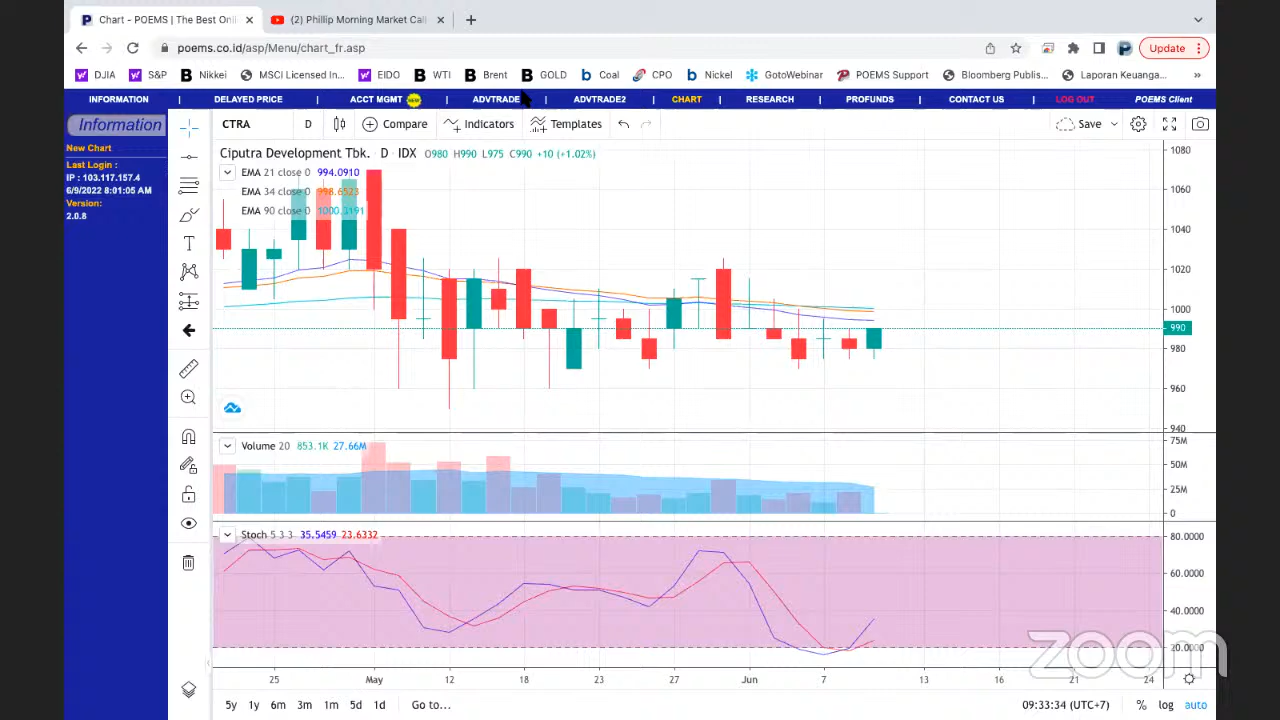 Chart - POEMS | The Best Onli
(2) Phillip Morning Market Call
poems.co.id/asp/Menu/chart_fr.asp
Update
DJIA S&P Nikkei MSCI Licensed In... EIDO WTI Brent GOLD Coal CPO Nickel GotoWebinar POEMS Support Bloomberg Publis... Laporan Keuanga... »
INFORMATION | DELAYED PRICE | ACCT MGMT | ADVTRADE | ADVTRADE2 | CHART | RESEARCH | PROFUNDS | CONTACT US | LOG OUT POEMS Client
Information
New Chart
Last Login :
IP : 103.117.157.4
6/9/2022 8:01:05 AM
Version:
2.0.8
CTRA D Compare Indicators Templates Save
Ciputra Development Tbk. · D · IDX O980 H990 L975 C990 +10 (+1.02%)
EMA 21 close 0 994.0910
EMA 34 close 0 998.6523
EMA 90 close 0 1000.3191
1080
1060
1040
1020
1000
990
980
960
940
Volume 20 853.1K 27.66M
75M
50M
25M
0
Stoch 5 3 3 35.5459 23.6332
80.0000
60.0000
40.0000
20.0000
zoom
25 May 12 18 23 27 Jun 7 13 16 21 24
5y 1y 6m 3m 1m 5d 1d Go to... 09:33:34 (UTC+7) % log auto